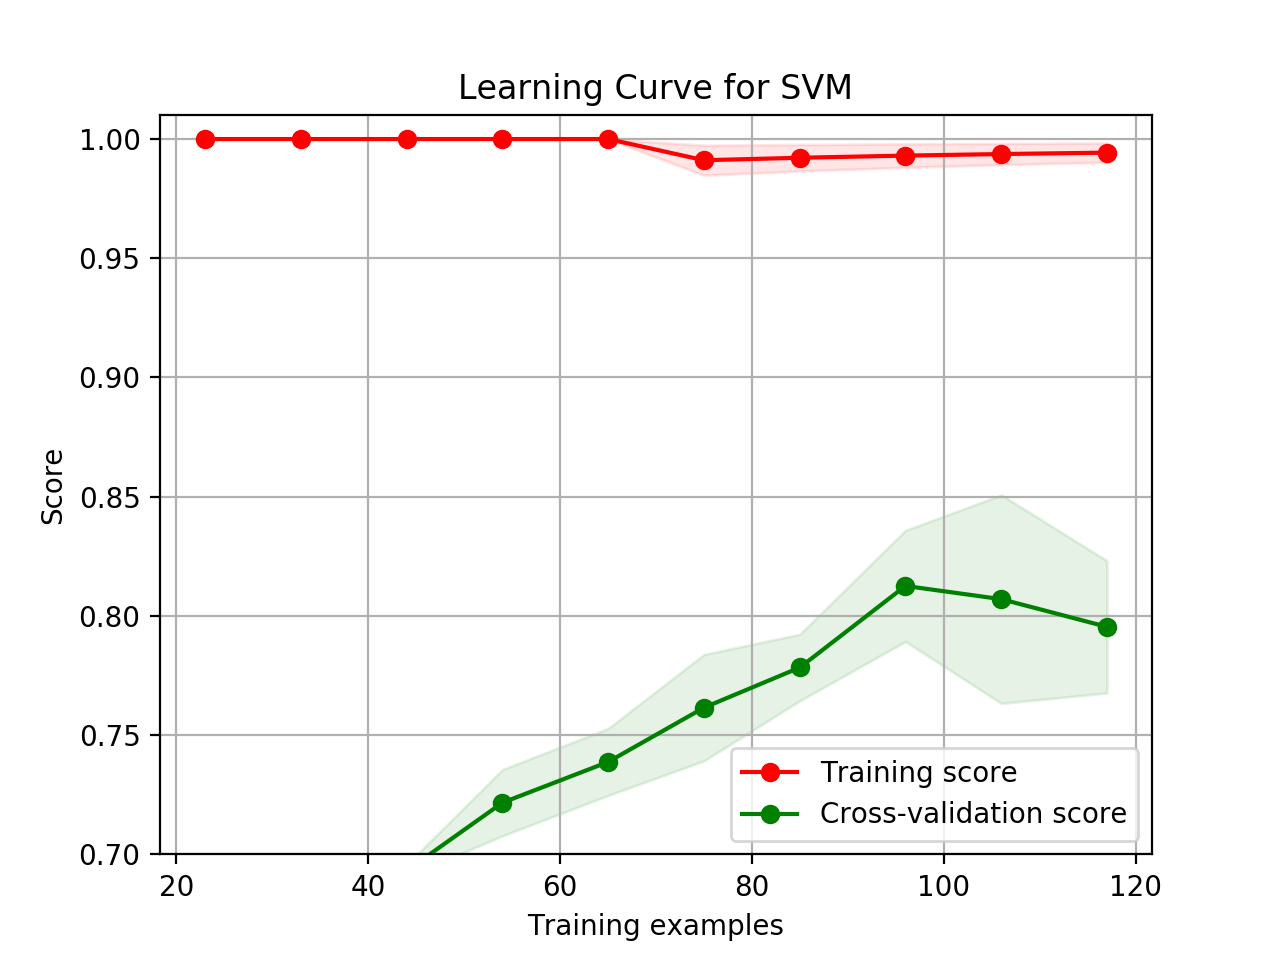 Learning Curve for SVM
1.00
0.95
0.90
0.85
0.80
0.75
0.70
Score
20 40 60 80 100 120
Training examples
Training score
Cross-validation score